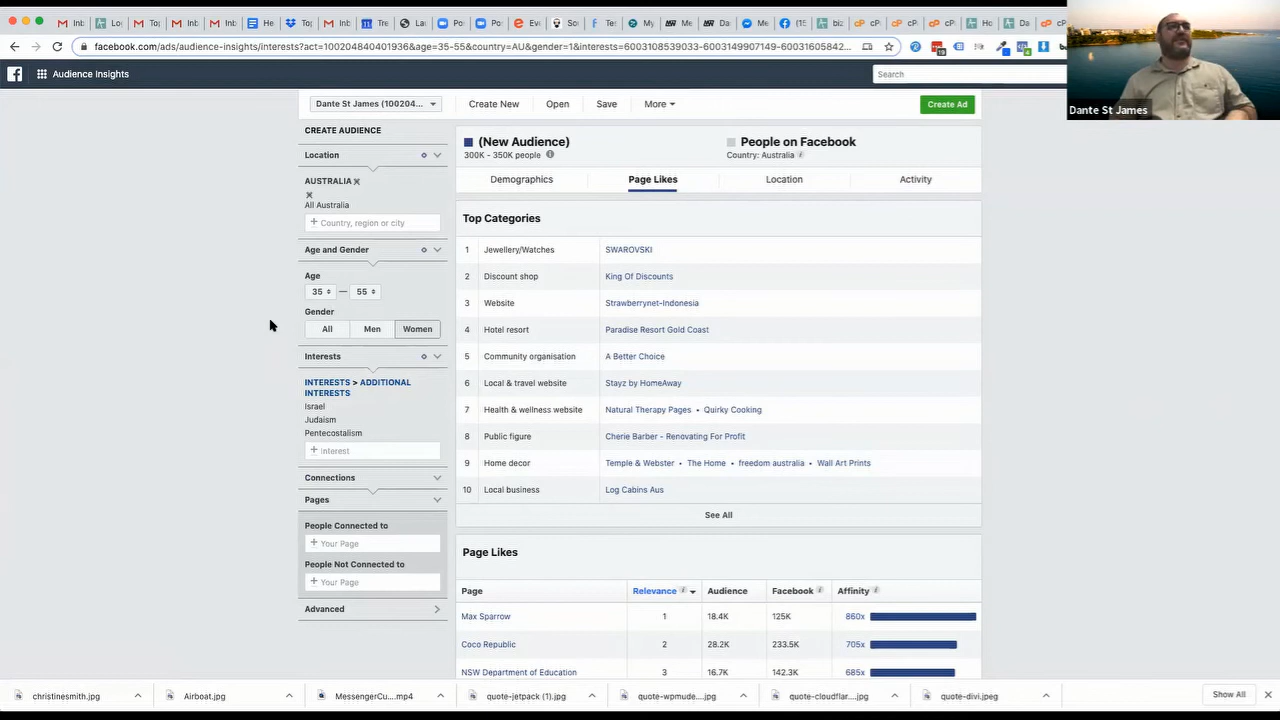 facebook.com/ads/audience-insights/interests?act=100204840401936&age=35-55&country=AU&gender=1&interests=6003108539033-6003149907149-600316058​42...
Audience Insights
Search
Dante St James
Dante St James (100204...
Create New
Open
Save
More
Create Ad
CREATE AUDIENCE
Location
AUSTRALIA
All Australia
Country, region or city
Age and Gender
Age
35 — 55
Gender
All
Men
Women
Interests
INTERESTS > ADDITIONAL
INTERESTS
Israel
Judaism
Pentecostalism
Interest
Connections
Pages
People Connected to
Your Page
People Not Connected to
Your Page
Advanced
(New Audience)
300K - 350K people
People on Facebook
Country: Australia
Demographics
Page Likes
Location
Activity
Top Categories
1 Jewellery/Watches SWAROVSKI
2 Discount shop King Of Discounts
3 Website Strawberrynet-Indonesia
4 Hotel resort Paradise Resort Gold Coast
5 Community organisation A Better Choice
6 Local & travel website Stayz by HomeAway
7 Health & wellness website Natural Therapy Pages • Quirky Cooking
8 Public figure Cherie Barber - Renovating For Profit
9 Home decor Temple & Webster • The Home • freedom australia • Wall Art Prints
10 Local business Log Cabins Aus
See All
Page Likes
Page Relevance Audience Facebook Affinity
Max Sparrow 1 18.4K 125K 860x
Coco Republic 2 28.2K 233.5K 705x
NSW Department of Education 3 16.7K 142.3K 685x
christinesmith.jpg
Airboat.jpg
MessengerCu....mp4
quote-jetpack (1).jpg
quote-wpmude....jpg
quote-cloudflar....jpg
quote-divi.jpeg
Show All